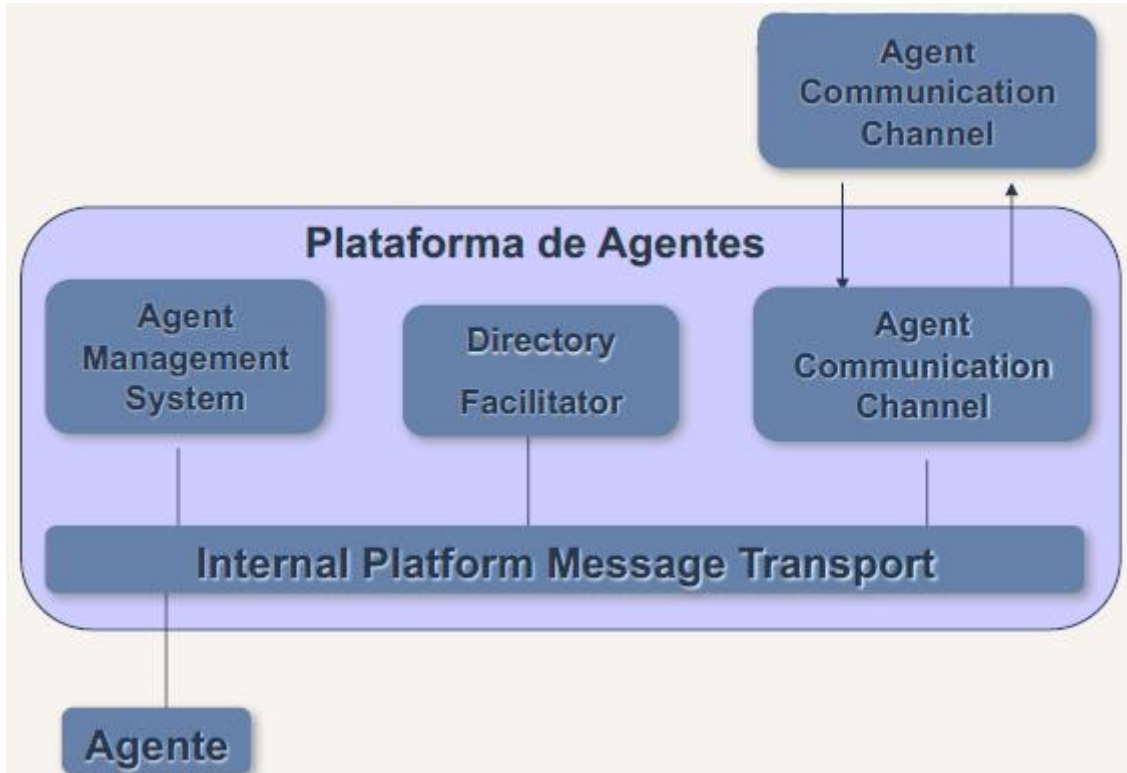 Agent
Communication
Channel
Plataforma de Agentes
Agent
Management
System
Directory
Facilitator
Agent
Communication
Channel
Internal Platform Message Transport
Agente